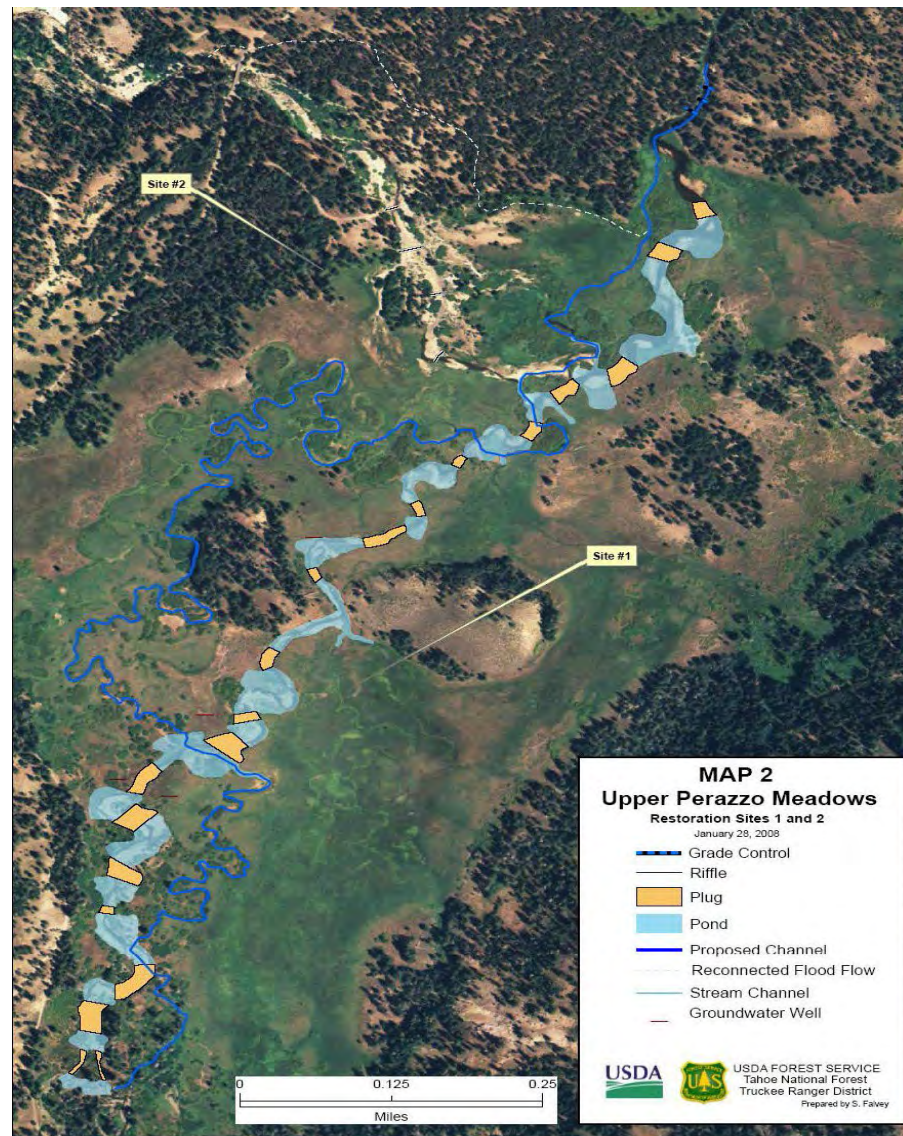 Site #2
Site #1
MAP 2
Upper Perazzo Meadows
Restoration Sites 1 and 2
January 28, 2008
Grade Control
Riffle
Plug
Pond
Proposed Channel
Reconnected Flood Flow
Stream Channel
Groundwater Well
USDA
UAS
USDA FOREST SERVICE
Tahoe National Forest
Truckee Ranger District
Prepared by S. Falvey
0 0.125 0.25
Miles